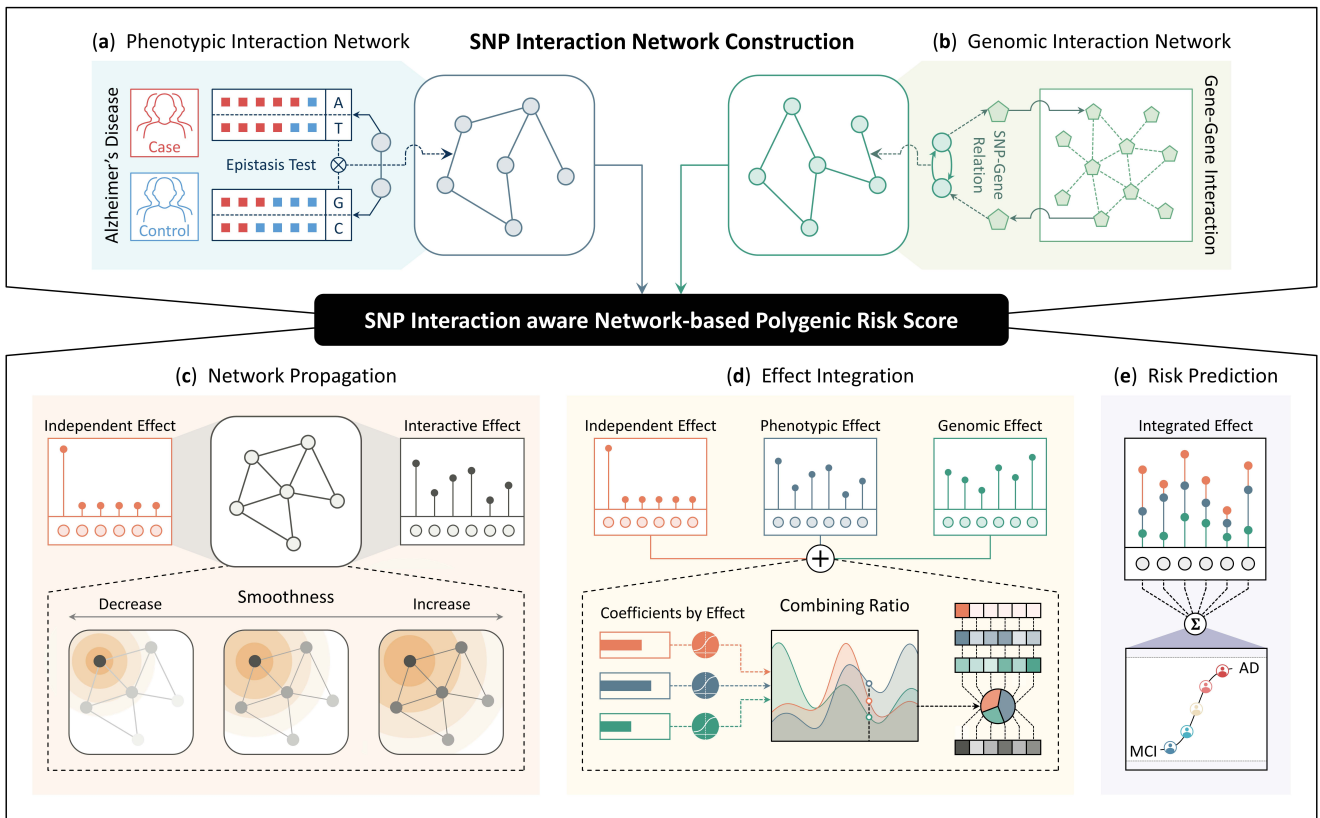 SNP Interaction Network Construction
(a) Phenotypic Interaction Network
Alzheimer's Disease
Case
Control
A
T
Epistasis Test
G
C
(b) Genomic Interaction Network
SNP-Gene
Relation
Gene-Gene Interaction
SNP Interaction aware Network-based Polygenic Risk Score
(c) Network Propagation
Independent Effect
Interactive Effect
Smoothness
Decrease
Increase
(d) Effect Integration
Independent Effect
Phenotypic Effect
Genomic Effect
+
Coefficients by Effect
Combining Ratio
(e) Risk Prediction
Integrated Effect
Σ
AD
MCI